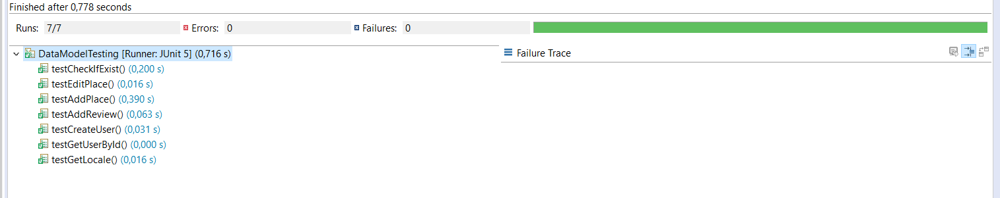 Finished after 0,778 seconds
Runs: 7/7 Errors: 0 Failures: 0
DataModelTesting [Runner: JUnit 5] (0,716 s)
Failure Trace
testCheckIfExist() (0,200 s)
testEditPlace() (0,016 s)
testAddPlace() (0,390 s)
testAddReview() (0,063 s)
testCreateUser() (0,031 s)
testGetUserById() (0,000 s)
testGetLocale() (0,016 s)